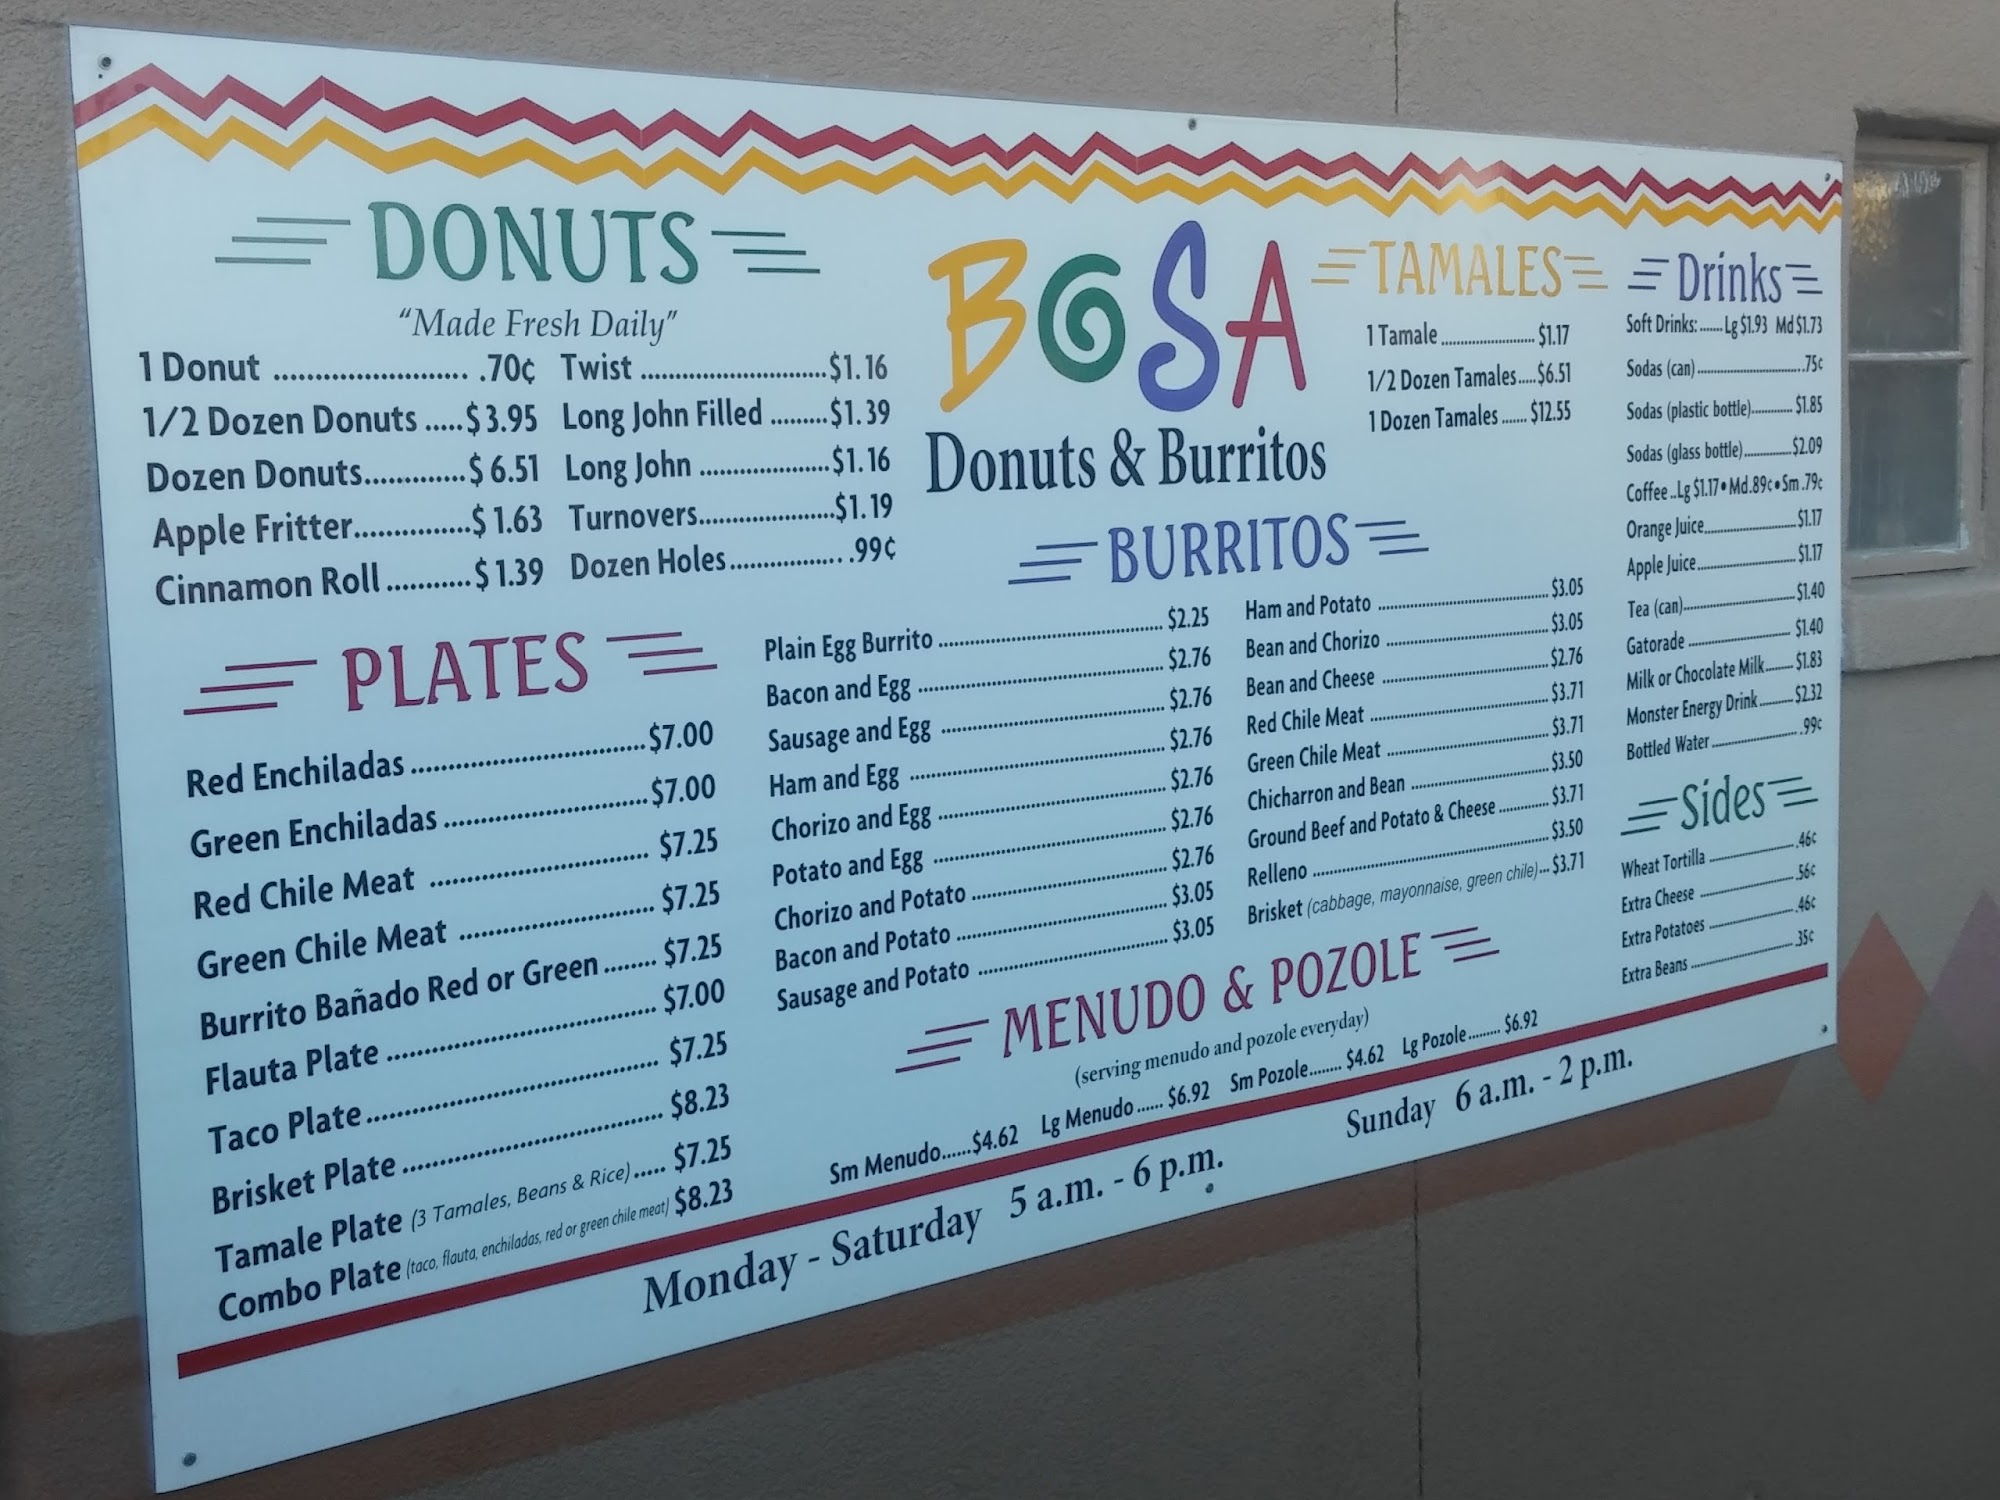 DONUTS
"Made Fresh Daily"
1 Donut ....................... .70¢
1/2 Dozen Donuts .....$3.95
Dozen Donuts............$6.51
Apple Fritter..............$1.63
Cinnamon Roll ..........$1.39
Twist ............................$1.16
Long John Filled .........$1.39
Long John ....................$1.16
Turnovers.....................$1.19
Dozen Holes................ .99¢
BOSA
Donuts & Burritos
TAMALES
1 Tamale ....................... $1.17
1/2 Dozen Tamales.....$6.51
1 Dozen Tamales ....... $12.55
Drinks
Soft Drinks: ....... Lg $1.93 Md $1.73
Sodas (can)............................75¢
Sodas (plastic bottle)............ $1.85
Sodas (glass bottle)..............$2.09
Coffee ..Lg $1.17•Md.89¢•Sm.79¢
Orange Juice.........................$1.17
Apple Juice...........................$1.17
Tea (can)..............................$1.40
Gatorade ............................. $1.40
Milk or Chocolate Milk........$1.83
Monster Energy Drink..........$2.32
Bottled Water........................99¢
Sides
Wheat Tortilla ......................46¢
Extra Cheese ........................56¢
Extra Potatoes .....................46¢
Extra Beans .........................35¢
PLATES
Red Enchiladas.............................$7.00
Green Enchiladas .........................$7.00
Red Chile Meat ........................... $7.25
Green Chile Meat ........................ $7.25
Burrito Bañado Red or Green........ $7.25
Flauta Plate ................................. $7.00
Taco Plate.................................... $7.25
Brisket Plate ................................ $8.23
Tamale Plate (3 Tamales, Beans & Rice)..... $7.25
Combo Plate (taco, flauta, enchiladas, red or green chile meat) $8.23
BURRITOS
Plain Egg Burrito ................................. $2.25
Bacon and Egg .................................... $2.76
Sausage and Egg ................................. $2.76
Ham and Egg ...................................... $2.76
Chorizo and Egg .................................. $2.76
Potato and Egg .................................... $2.76
Chorizo and Potato .............................. $2.76
Bacon and Potato ................................ $3.05
Sausage and Potato ............................. $3.05
Ham and Potato .................................. $3.05
Bean and Chorizo ................................ $3.05
Bean and Cheese ................................. $2.76
Red Chile Meat .................................... $3.71
Green Chile Meat ................................. $3.71
Chicharron and Bean ............................ $3.50
Ground Beef and Potato & Cheese ............ $3.71
Relleno .............................................. $3.50
Brisket (cabbage, mayonnaise, green chile)... $3.71
MENUDO & POZOLE
(serving menudo and pozole everyday)
Sm Menudo......$4.62 Lg Menudo ...... $6.92 Sm Pozole........ $4.62 Lg Pozole......... $6.92
Monday - Saturday 5 a.m. - 6 p.m. Sunday 6 a.m. - 2 p.m.